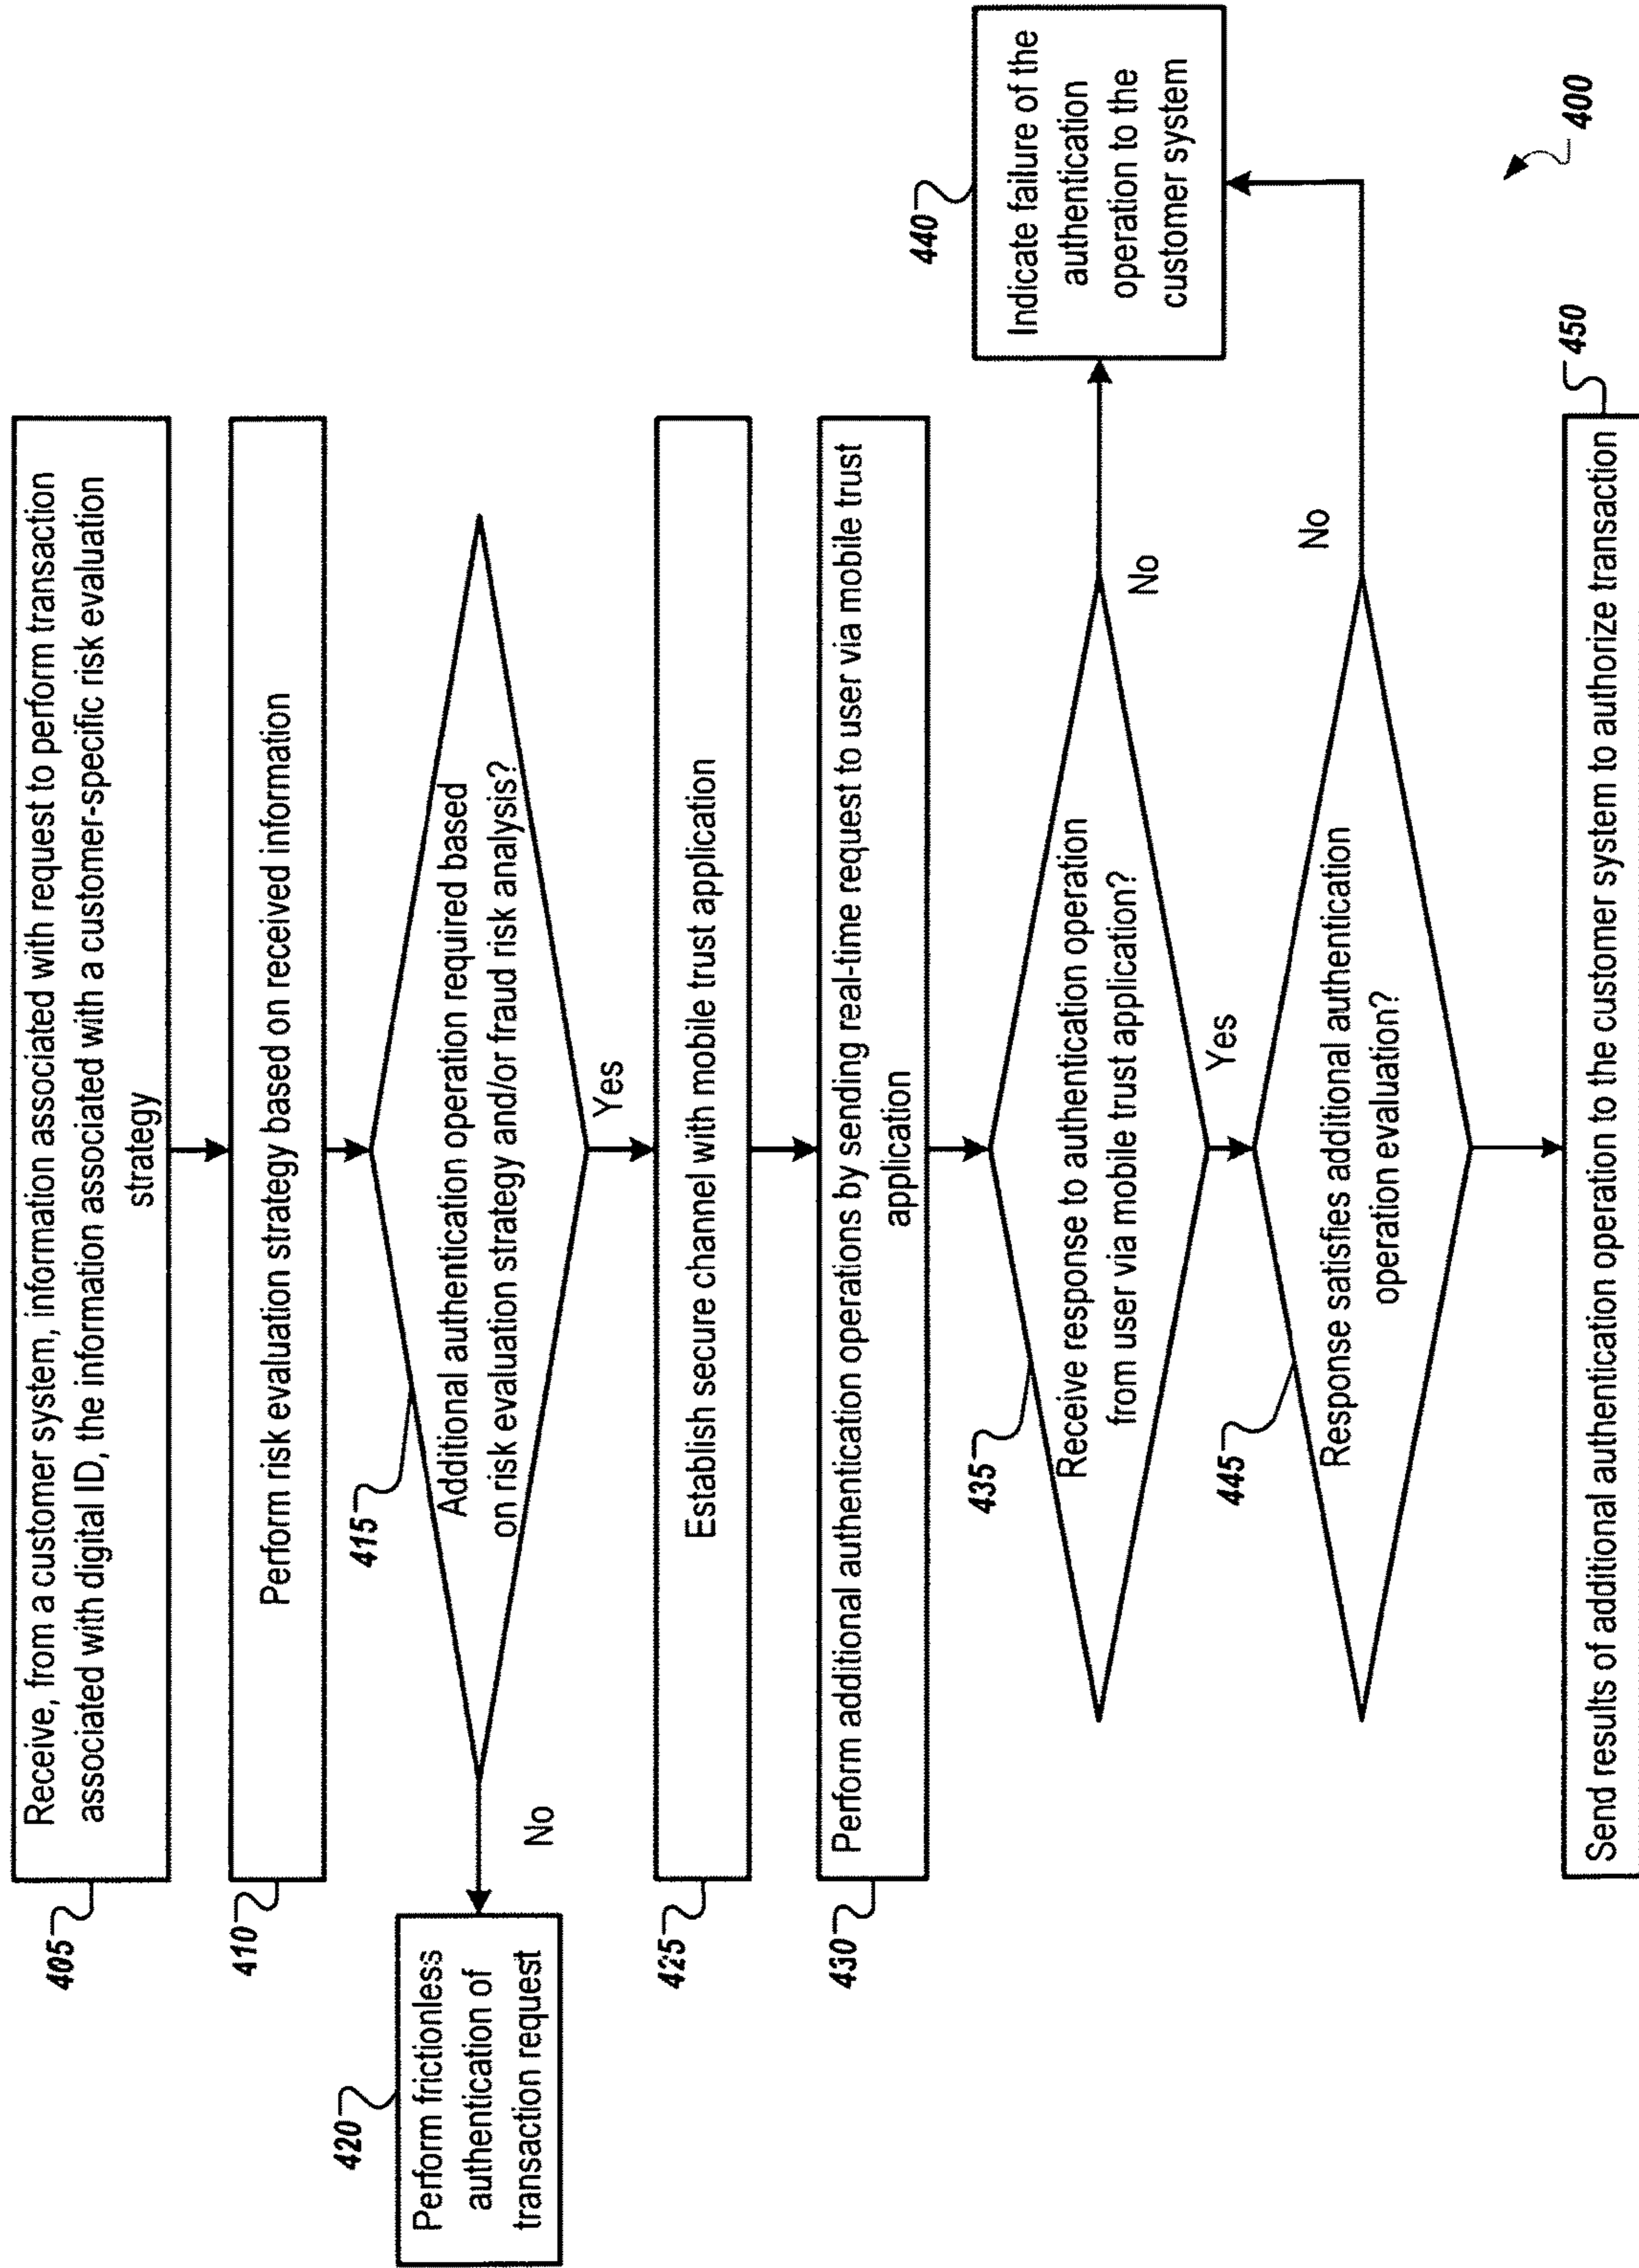 405
Receive, from a customer system, information associated with request to perform transaction
associated with digital ID, the information associated with a customer-specific risk evaluation
strategy
410
Perform risk evaluation strategy based on received information
415
Additional authentication operation required based
on risk evaluation strategy and/or fraud risk analysis?
No
Yes
420
Perform frictionless
authentication of
transaction request
425
Establish secure channel with mobile trust application
430
Perform additional authentication operations by sending real-time request to user via mobile trust
application
435
Receive response to authentication operation
from user via mobile trust application?
No
Yes
440
Indicate failure of the
authentication
operation to the
customer system
445
Response satisfies additional authentication
operation evaluation?
No
450
Send results of additional authentication operation to the customer system to authorize transaction
400